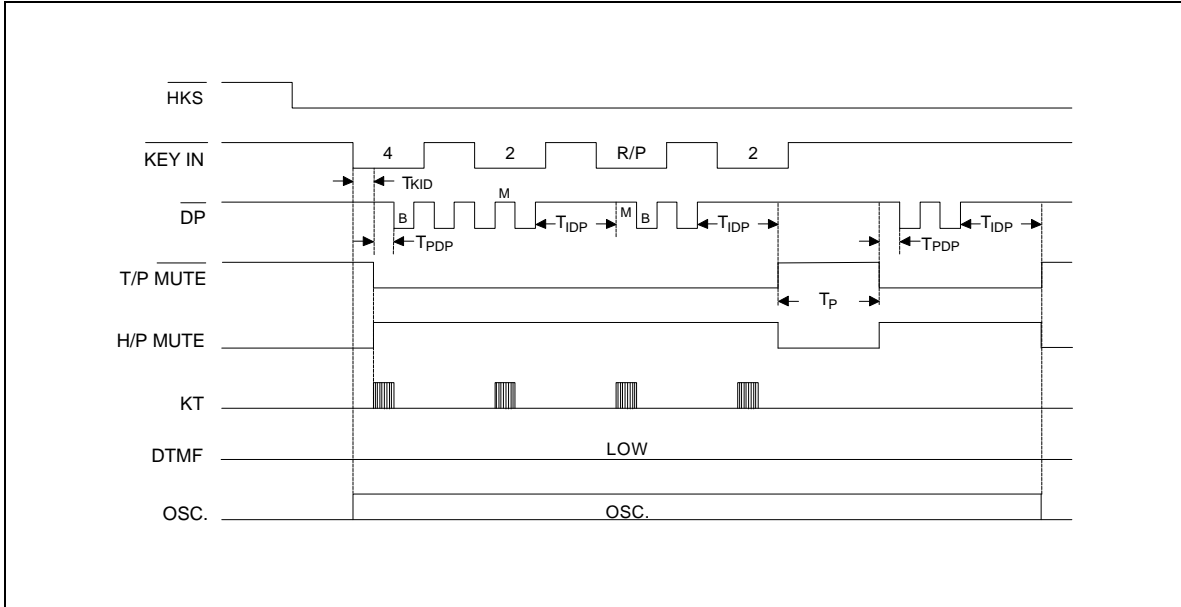 HKS
KEY IN
4
2
R/P
2
TKID
M
DP
B
TIDP
M
B
TIDP
TIDP
TPDP
TPDP
T/P MUTE
TP
H/P MUTE
KT
DTMF
LOW
OSC.
OSC.